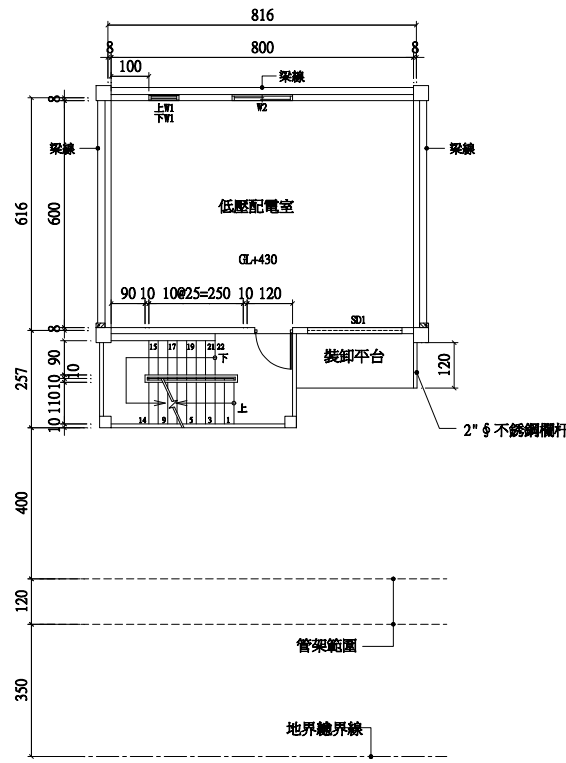 816
8 800 8
100
梁線
上W1
下W1
W2
8
梁線
梁線
616
600
低壓配電室
GL+430
90 10 10@25=250 10 120
8
SD1
裝卸平台
257
90
10
10
110
10
15 17 19 21 22
下
14 9 5 3 1
上
120
2" ∮ 不銹鋼欄杆
400
120
管架範圍
350
地界總界線